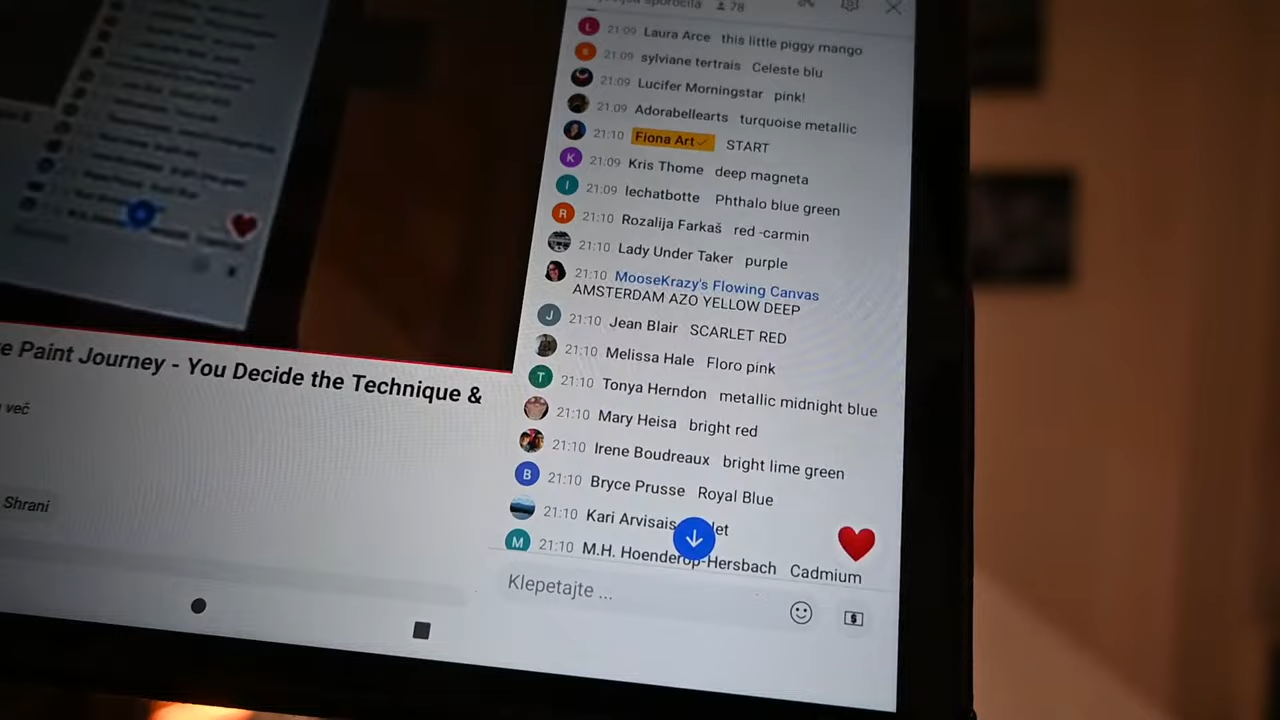 78
21:09 Laura Arce this little piggy mango
21:09 sylviane tertrais Celeste blu
21:09 Lucifer Morningstar pink!
21:09 Adorabellearts turquoise metallic
21:10 Fiona Art START
21:09 Kris Thome deep magneta
21:09 lechatbotte Phthalo blue green
21:10 Rozalija Farkaš red -carmin
21:10 Lady Under Taker purple
21:10 MooseKrazy's Flowing Canvas
AMSTERDAM AZO YELLOW DEEP
21:10 Jean Blair SCARLET RED
21:10 Melissa Hale Floro pink
21:10 Tonya Herndon metallic midnight blue
21:10 Mary Heisa bright red
21:10 Irene Boudreaux bright lime green
21:10 Bryce Prusse Royal Blue
21:10 Kari Arvisais
21:10 M.H. Hoenderop-Hersbach Cadmium
Klepetajte ...
Paint Journey - You Decide the Technique &
več
Shrani